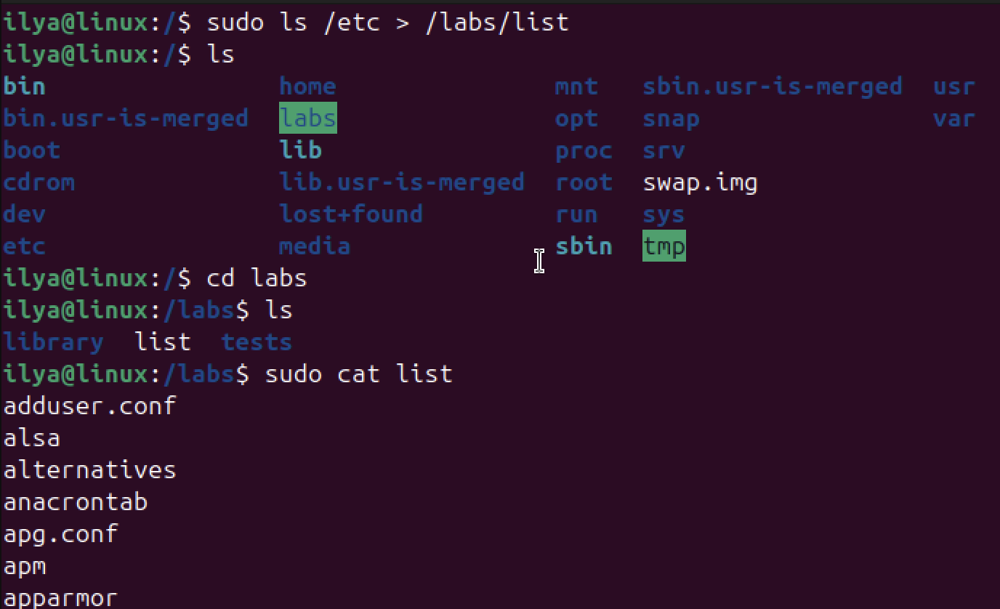 ilya@linux:/$ sudo ls /etc > /labs/list
ilya@linux:/$ ls
bin home mnt sbin.usr-is-merged usr
bin.usr-is-merged labs opt snap var
boot lib proc srv
cdrom lib.usr-is-merged root swap.img
dev lost+found run sys
etc media sbin tmp
ilya@linux:/$ cd labs
ilya@linux:/labs$ ls
library list tests
ilya@linux:/labs$ sudo cat list
adduser.conf
alsa
alternatives
anacrontab
apg.conf
apm
apparmor